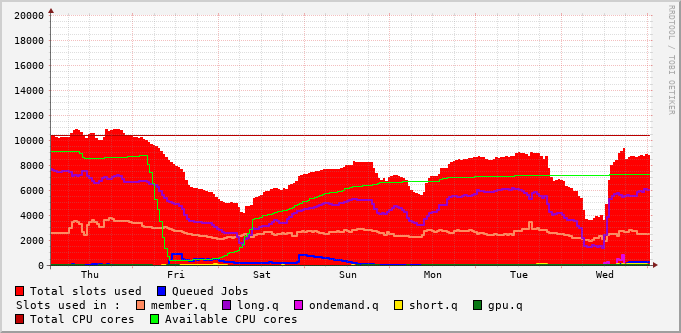 20000
18000
16000
14000
12000
10000
8000
6000
4000
2000
0
Thu Fri Sat Sun Mon Tue Wed
RRDTOOL / TOBI OETIKER
Total slots used Queued Jobs
Slots used in : member.q long.q ondemand.q short.q gpu.q
Total CPU cores Available CPU cores